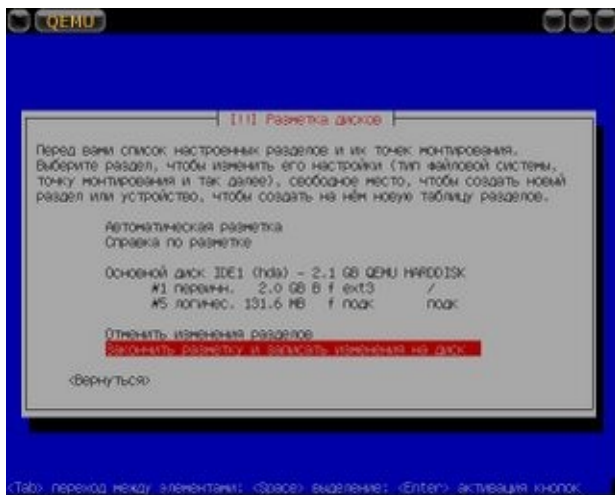 QEMU
[!!] Разметка дисков
Перед вами список настроенных разделов и их точек монтирования.
Выберите раздел, чтобы изменить его настройки (тип файловой системы,
точку монтирования и так далее), свободное место, чтобы создать новый
раздел или устройство, чтобы создать на нём новую таблицу разделов.
Автоматическая разметка
Справка по разметке
Основной диск IDE1 (hda) - 2.1 GB QEMU HARDDISK
#1 первичн. 2.0 GB B f ext3 /
#5 логичес. 131.6 MB f подк подк
Отменить изменения разделов
Закончить разметку и записать изменения на диск
<Вернуться>
<Tab> переход между элементами; <Space> выделение; <Enter> активация кнопок